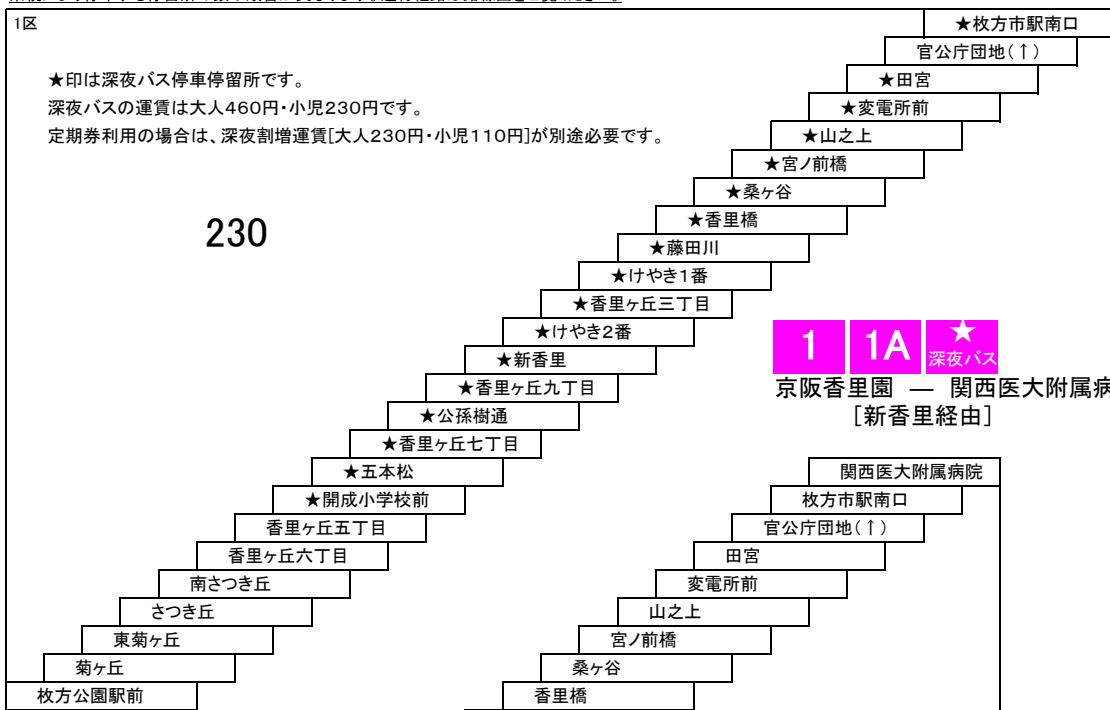 1区
★枚方市駅南口
官公庁団地(↑)
★印は深夜バス停車停留所です。
★田宮
深夜バスの運賃は大人460円・小児230円です。
★変電所前
定期券利用の場合は、深夜割増運賃[大人230円・小児110円]が別途必要です。
★山之上
★宮ノ前橋
★桑ヶ谷
★香里橋
230
★藤田川
★けやき1番
★香里ヶ丘三丁目
★けやき2番
1 1A ★深夜バス
★新香里
★香里ヶ丘九丁目
京阪香里園 ― 関西医大附属病
★公孫樹通
[新香里経由]
★香里ヶ丘七丁目
★五本松
関西医大附属病院
★開成小学校前
枚方市駅南口
香里ヶ丘五丁目
官公庁団地(↑)
香里ヶ丘六丁目
田宮
南さつき丘
変電所前
さつき丘
山之上
東菊ヶ丘
宮ノ前橋
菊ヶ丘
桑ヶ谷
枚方公園駅前
香里橋